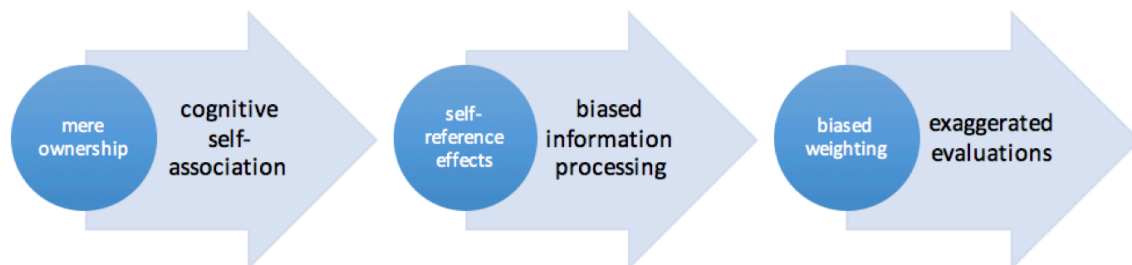 mere
ownership
cognitive
self-
association
self-
reference
effects
biased
information
processing
biased
weighting
exaggerated
evaluations